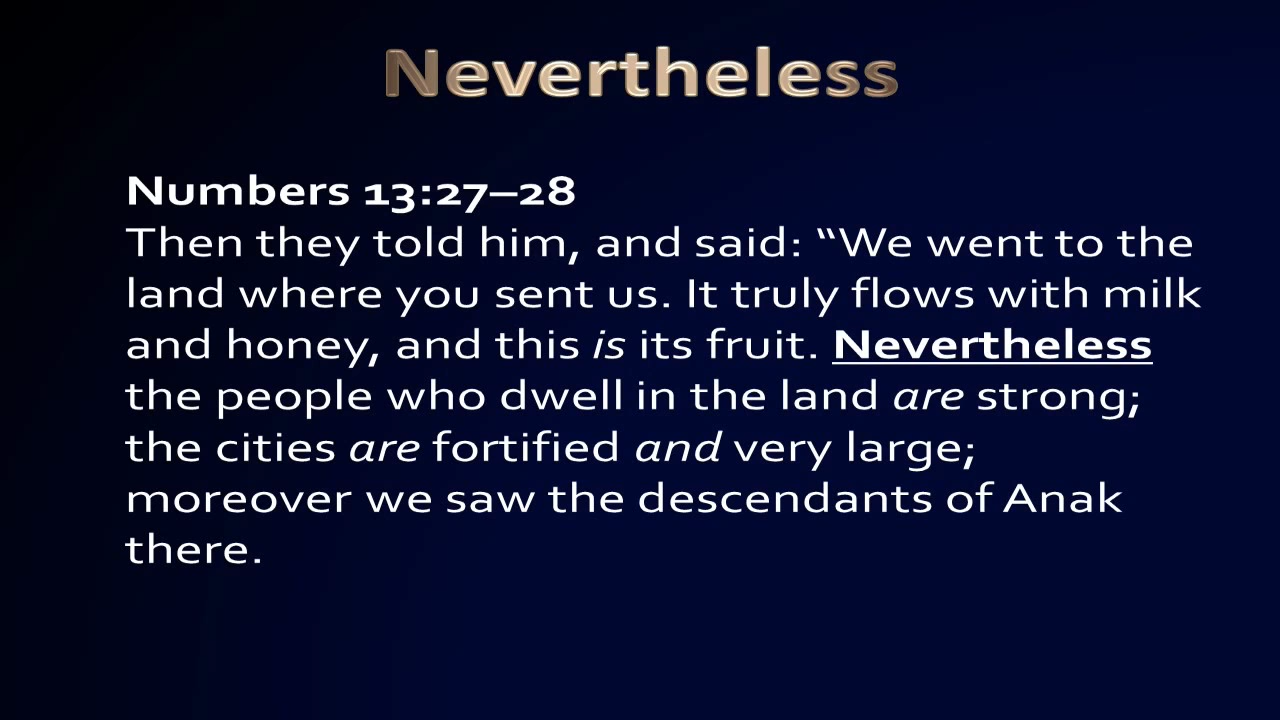 Nevertheless
Numbers 13:27–28
Then they told him, and said: “We went to the
land where you sent us. It truly flows with milk
and honey, and this is its fruit. Nevertheless
the people who dwell in the land are strong;
the cities are fortified and very large;
moreover we saw the descendants of Anak
there.